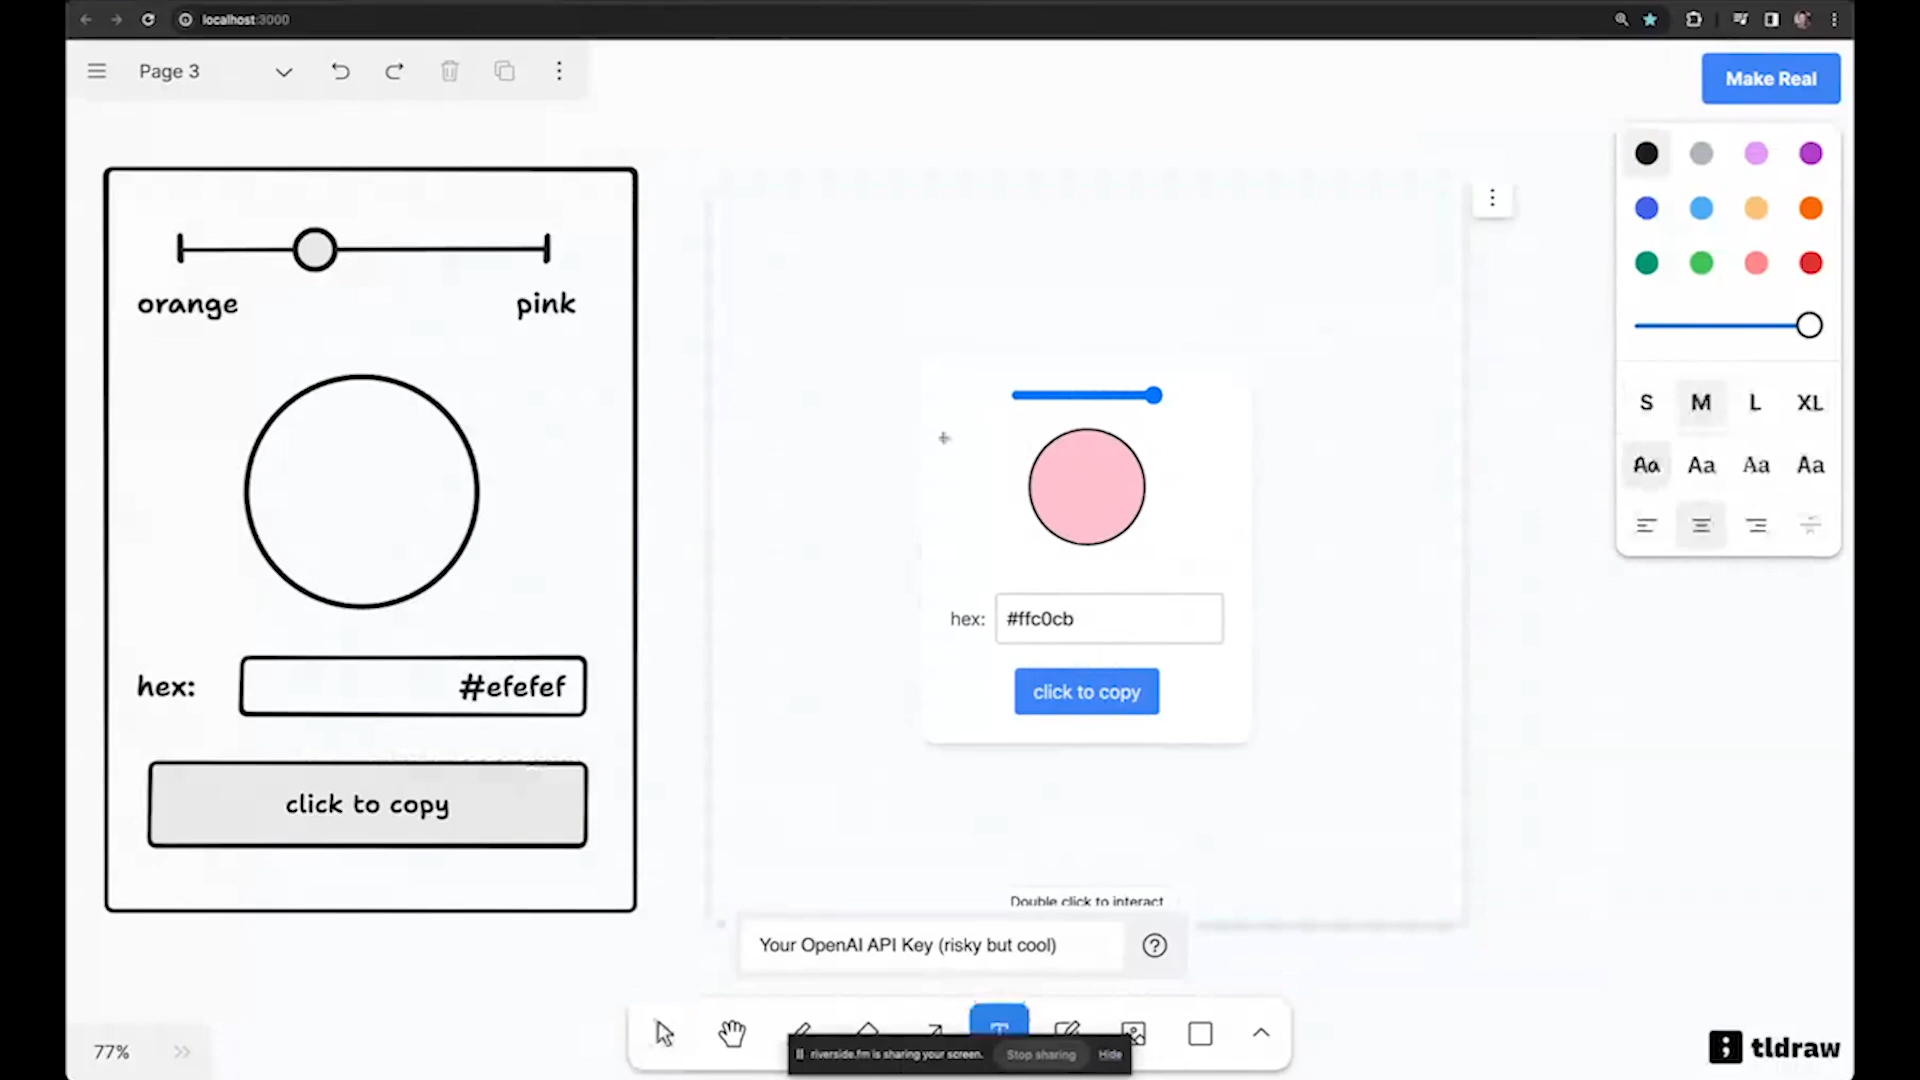 localhost:3000
Page 3
Make Real
orange
pink
hex:
#efefef
click to copy
hex:
#ffc0cb
click to copy
Double click to interact
Your OpenAI API Key (risky but cool)
S M L XL
Aa Aa Aa Aa
T
riverside.fm is sharing your screen.
Stop sharing
Hide
77%
tldraw